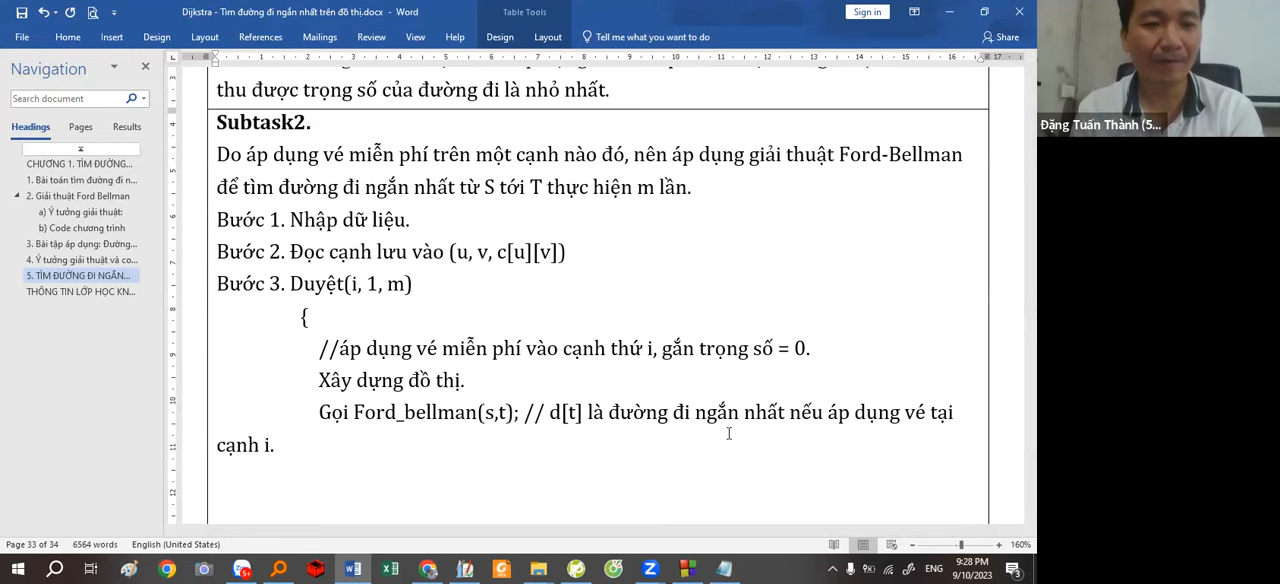 Dijkstra - Tìm đường đi ngắn nhất trên đồ thị.docx - Word
Table Tools
Sign in
File Home Insert Design Layout References Mailings Review View Help Design Layout Tell me what you want to do Share
Navigation
Search document
Headings Pages Results
CHƯƠNG 1. TÌM ĐƯỜNG...
1. Bài toán tìm đường đi n...
2. Giải thuật Ford Bellman
a) Ý tưởng giải thuật:
b) Code chương trình
3. Bài tập áp dụng: Đường...
4. Ý tưởng giải thuật và co...
5. TÌM ĐƯỜNG ĐI NGẮN...
THÔNG TIN LỚP HỌC KN...
thu được trọng số của đường đi là nhỏ nhất.
Subtask2.
Do áp dụng vé miễn phí trên một cạnh nào đó, nên áp dụng giải thuật Ford-Bellman
để tìm đường đi ngắn nhất từ S tới T thực hiện m lần.
Bước 1. Nhập dữ liệu.
Bước 2. Đọc cạnh lưu vào (u, v, c[u][v])
Bước 3. Duyệt(i, 1, m)
{
//áp dụng vé miễn phí vào cạnh thứ i, gắn trọng số = 0.
Xây dựng đồ thị.
Gọi Ford_bellman(s,t); // d[t] là đường đi ngắn nhất nếu áp dụng vé tại
cạnh i.
Đặng Tuấn Thành (5...
Page 33 of 34 6564 words English (United States) 160%
5+ ENG 9:28 PM
9/10/2023 3